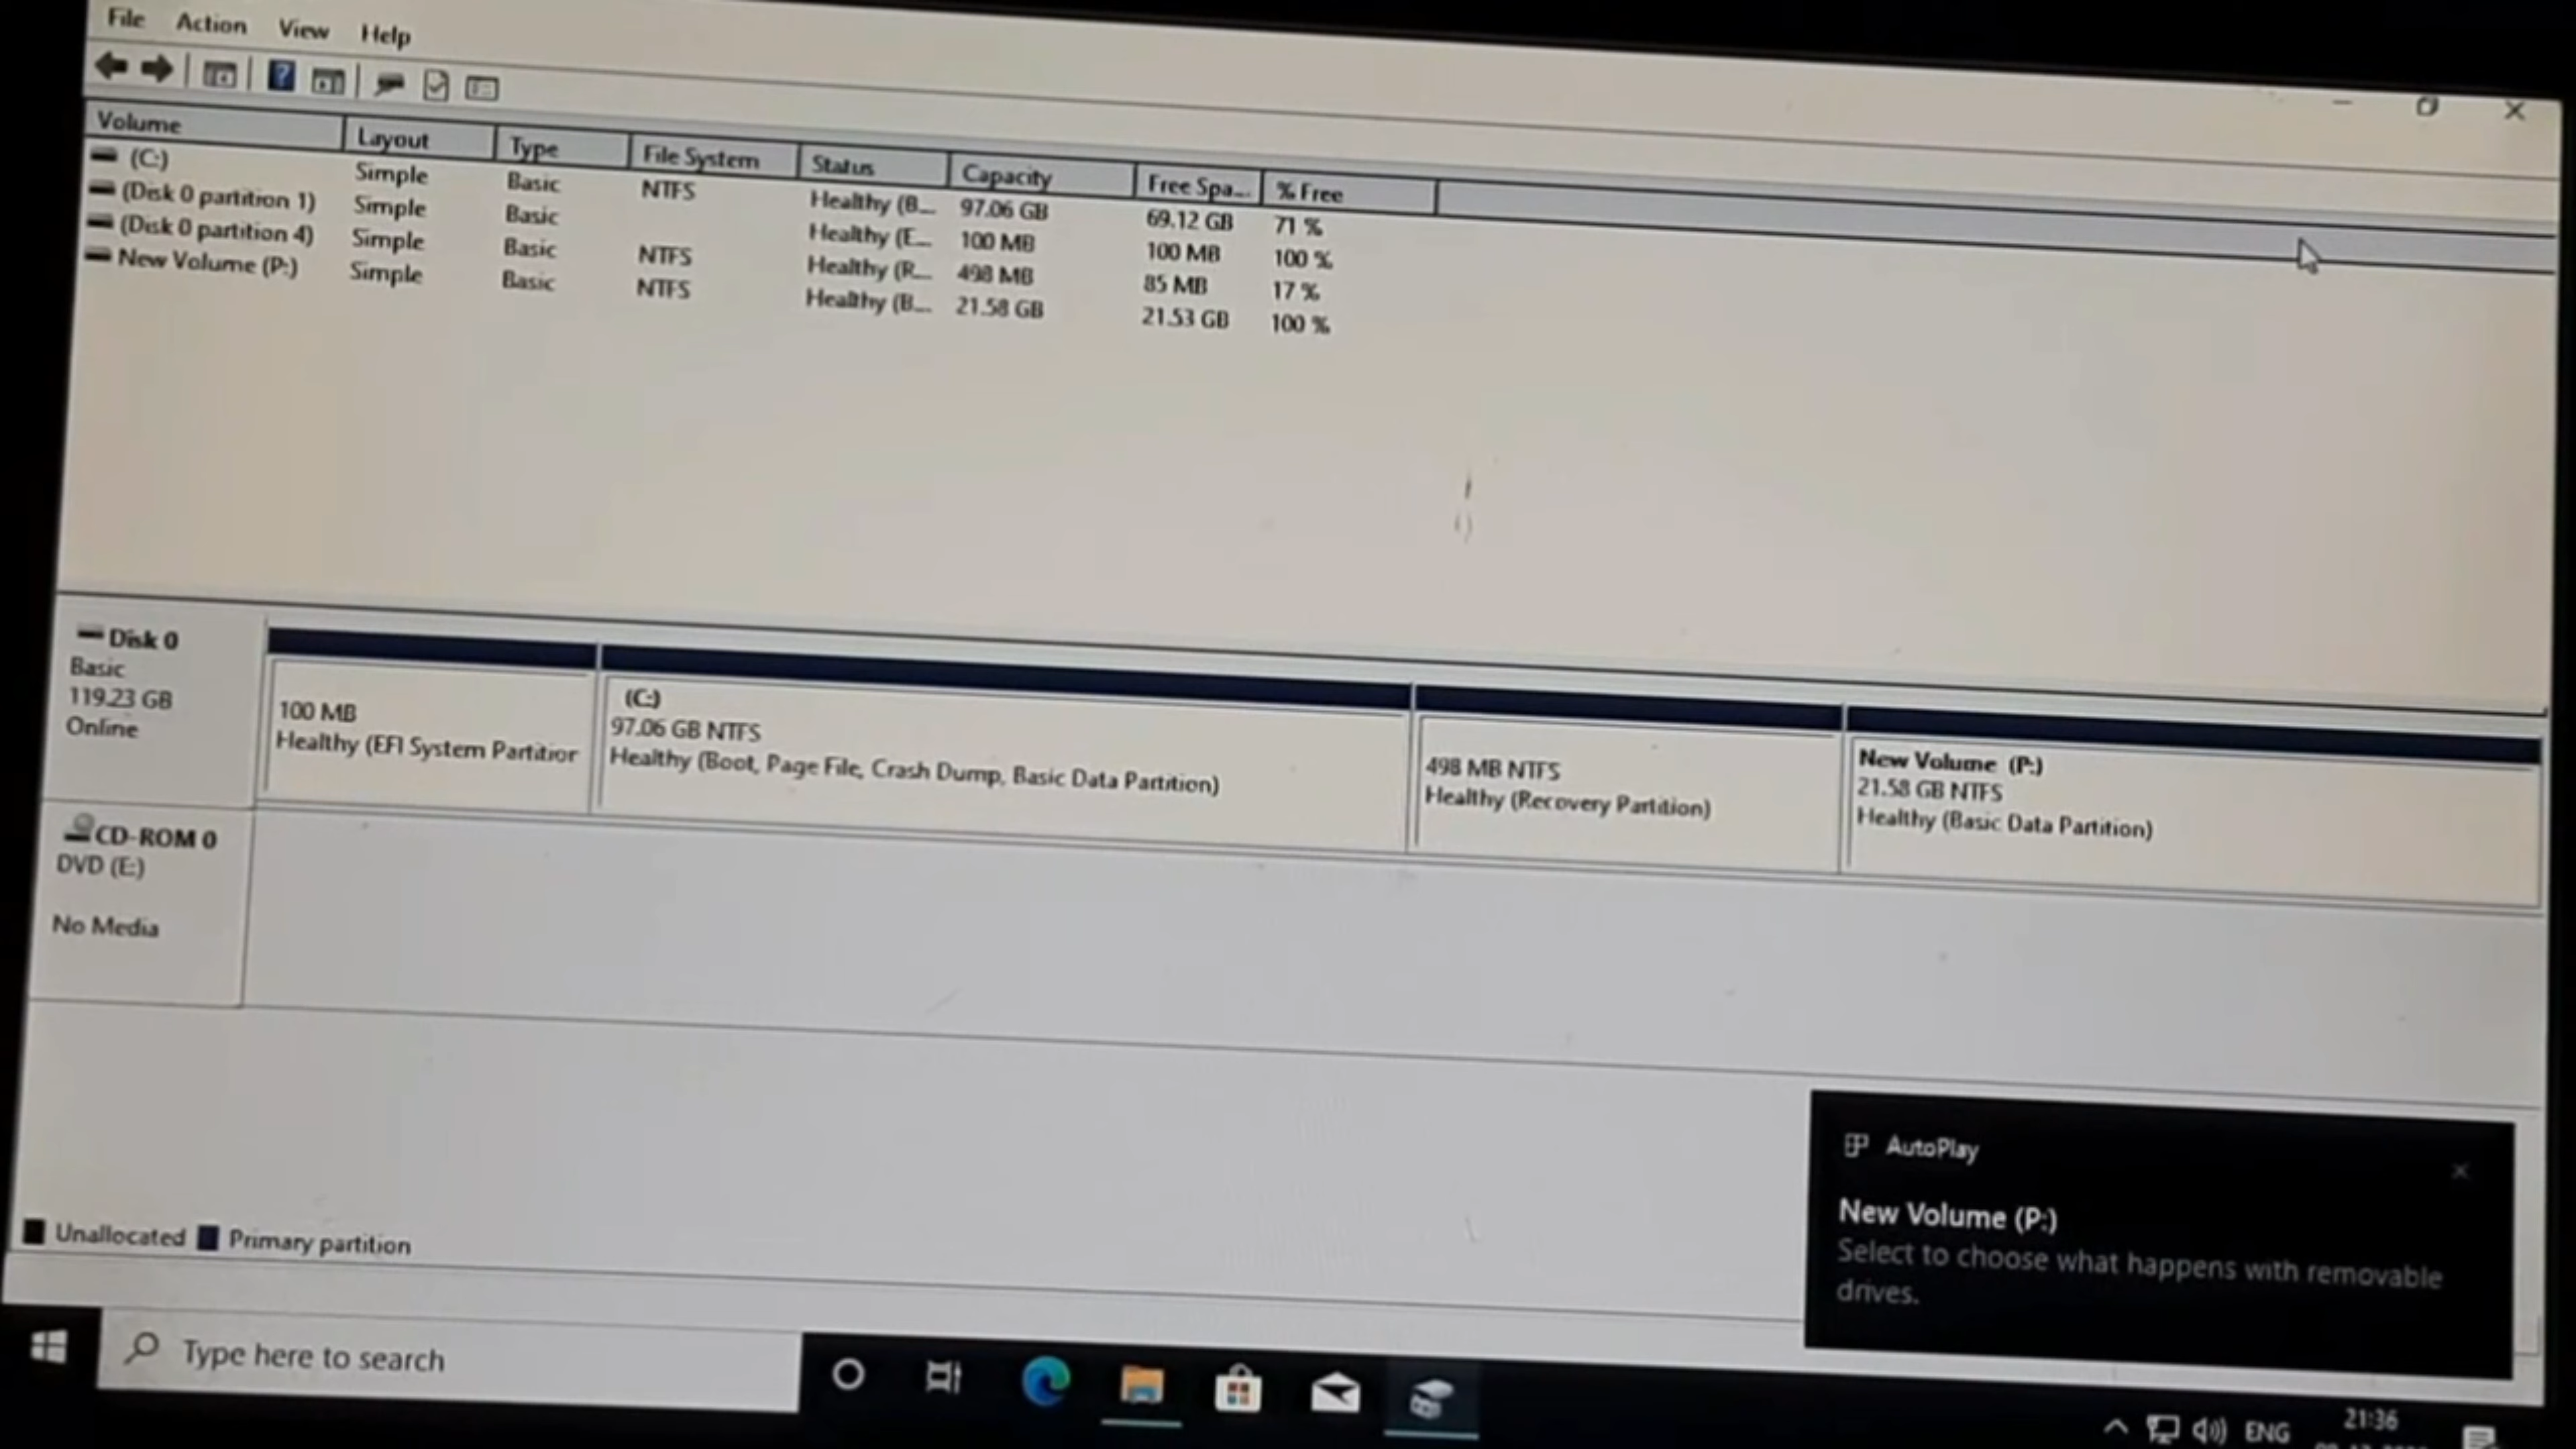 File Action View Help
Volume Layout Type File System Status Capacity Free Spa... % Free
(C:) Simple Basic NTFS Healthy (B... 97.06 GB 69.12 GB 71 %
(Disk 0 partition 1) Simple Basic Healthy (E... 100 MB 100 MB 100 %
(Disk 0 partition 4) Simple Basic NTFS Healthy (R... 498 MB 85 MB 17 %
New Volume (P:) Simple Basic NTFS Healthy (B... 21.58 GB 21.53 GB 100 %
Disk 0
Basic
119.23 GB
Online
100 MB
Healthy (EFI System Partitior
(C:)
97.06 GB NTFS
Healthy (Boot, Page File, Crash Dump, Basic Data Partition)
498 MB NTFS
Healthy (Recovery Partition)
New Volume (P:)
21.58 GB NTFS
Healthy (Basic Data Partition)
CD-ROM 0
DVD (E:)
No Media
AutoPlay
New Volume (P:)
Select to choose what happens with removable
drives.
Unallocated Primary partition
Type here to search
ENG
21:36